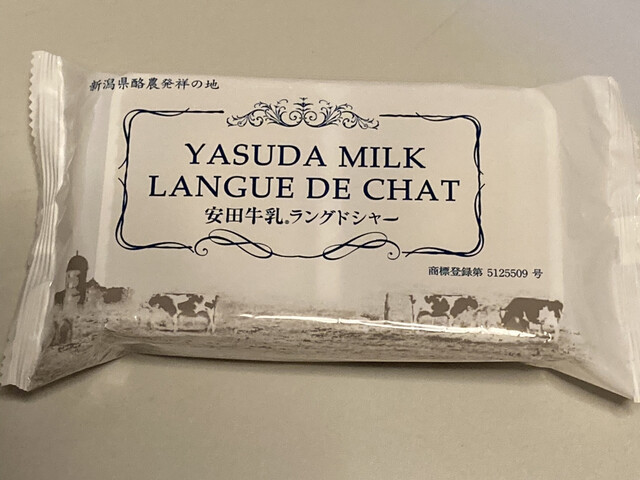 新潟県酪農発祥の地
YASUDA MILK
LANGUE DE CHAT
安田牛乳®ラングドシャー
商標登録第 5125509 号